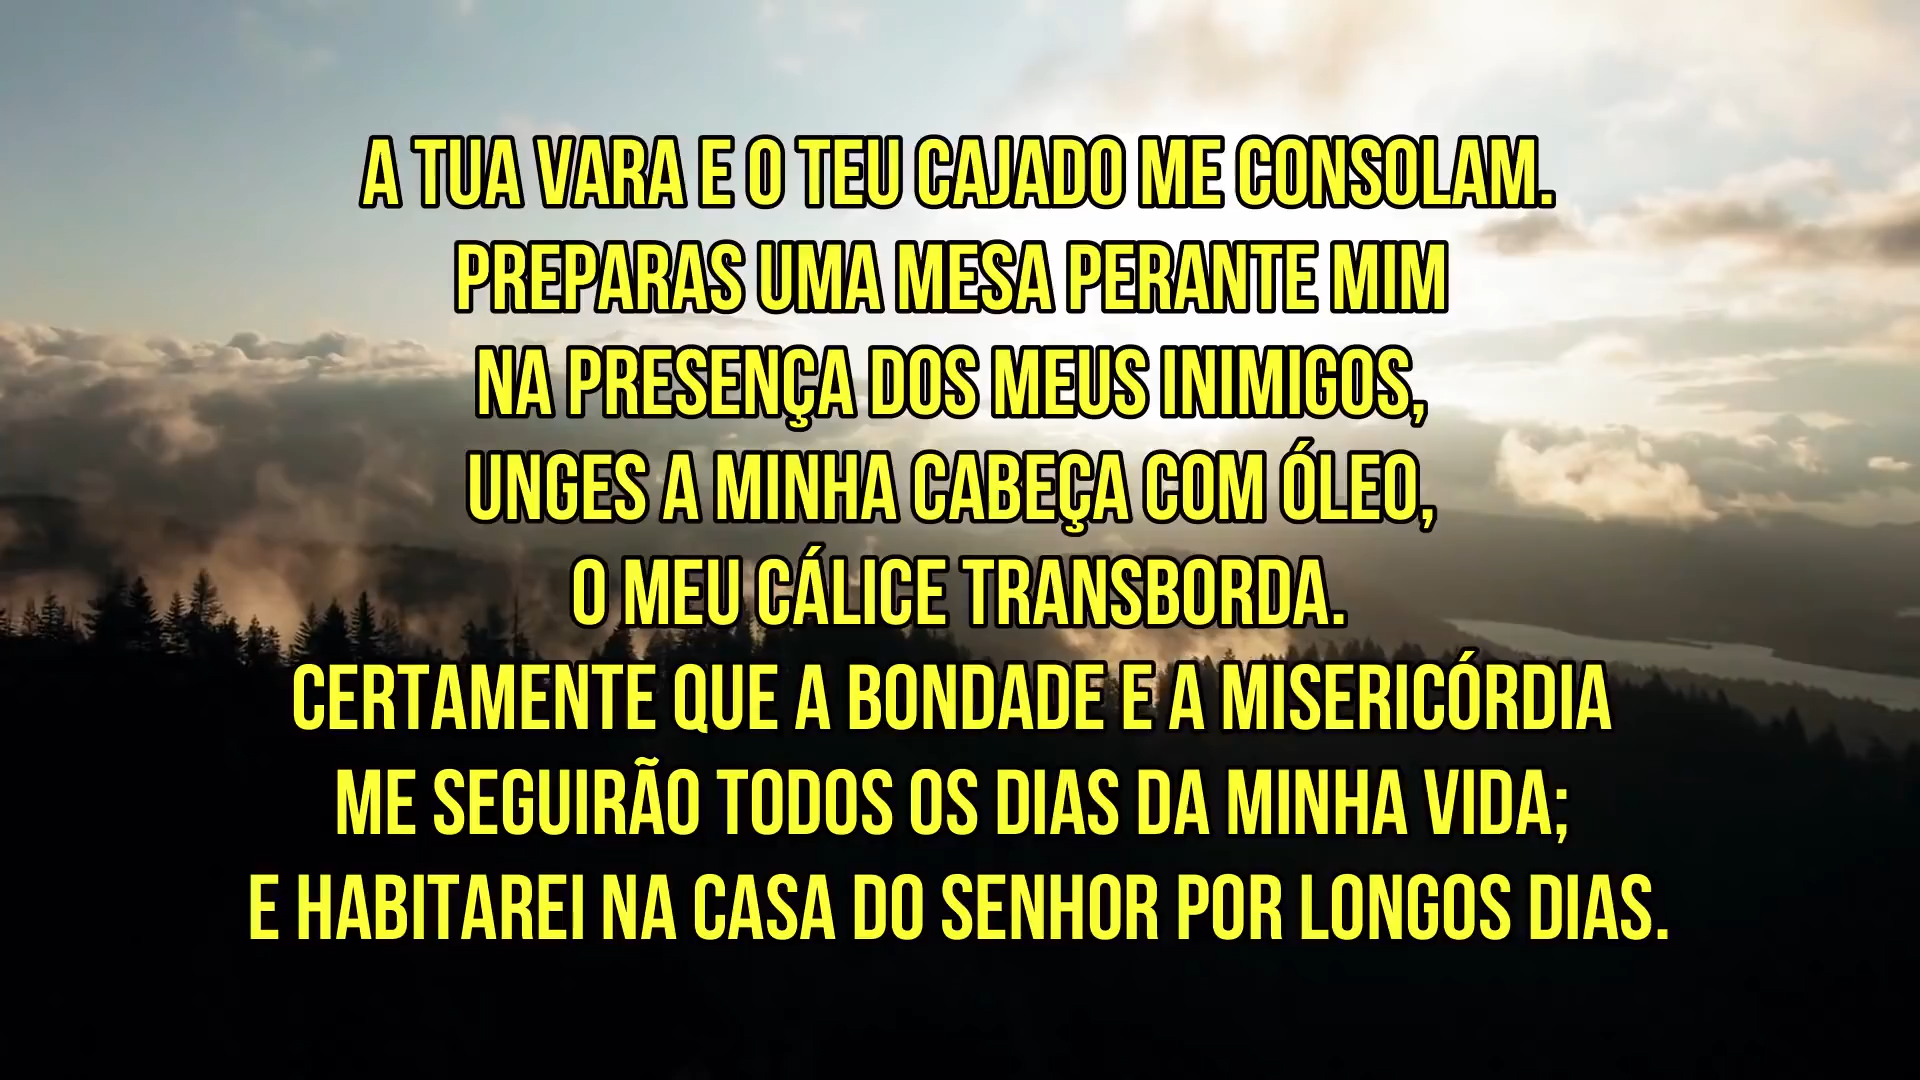 A TUA VARA E O TEU CAJADO ME CONSOLAM.
PREPARAS UMA MESA PERANTE MIM
NA PRESENÇA DOS MEUS INIMIGOS,
UNGES A MINHA CABEÇA COM ÓLEO,
O MEU CÁLICE TRANSBORDA.
CERTAMENTE QUE A BONDADE E A MISERICÓRDIA
ME SEGUIRÃO TODOS OS DIAS DA MINHA VIDA;
E HABITAREI NA CASA DO SENHOR POR LONGOS DIAS.